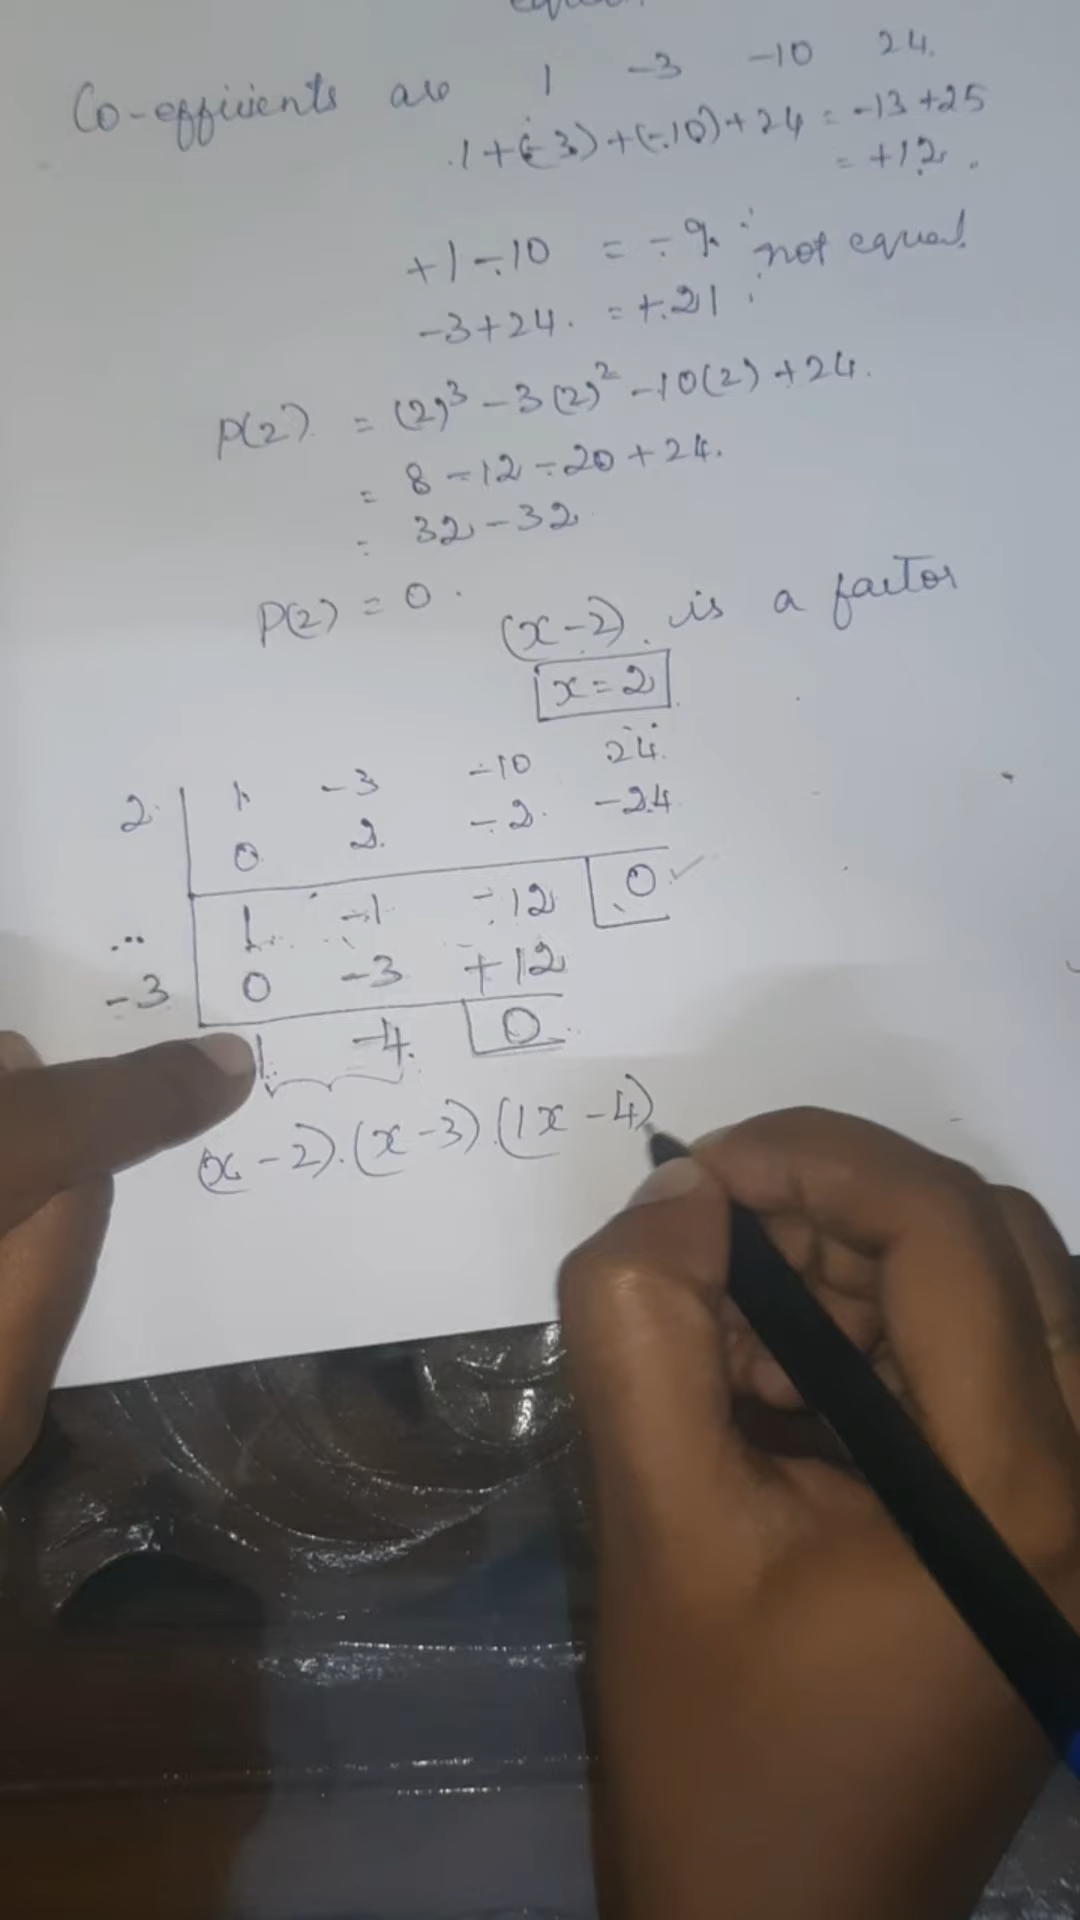 Co-efficients are 1 -3 -10 24.
1+(-3)+(-10)+24 = -13+25
= +12.
+1-10 = -9 not equal
-3+24. = +21
P(2) = (2)³ -3(2)² -10(2) +24.
= 8 -12 -20 +24.
= 32 -32
P(2) = 0.
(x-2). is a factor
x=2
2 1 -3 -10 24.
0 2 -2 -24
1 -1 -12 0
-3 0 -3 +12
1 -4. 0
(x-2).(x-3).(1x-4)